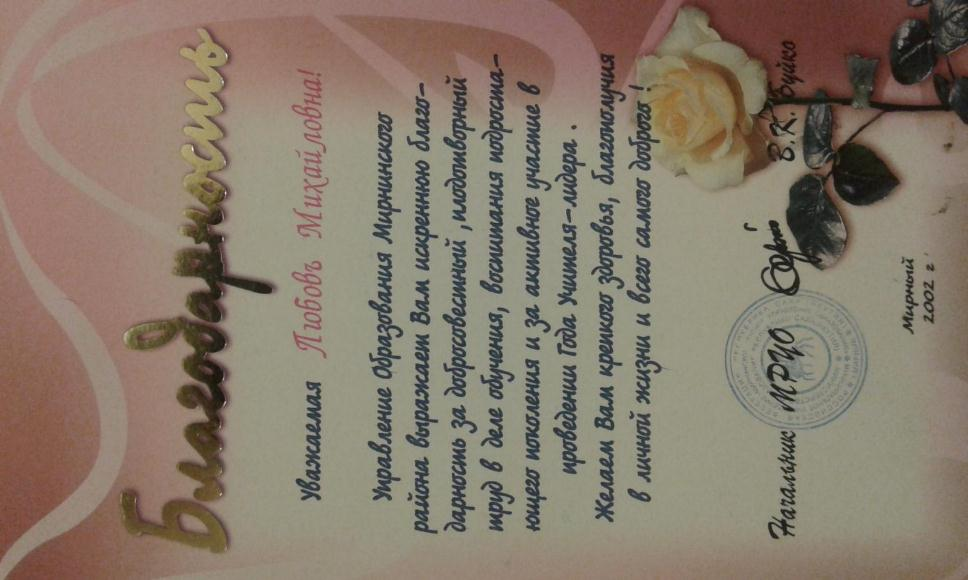 Благодарность
Уважаемая Любовь Михайловна!
Управление Образования Мирнинского
района выражает Вам искреннюю благо-
дарность за добросовестный ,плодотворный
труд в деле обучения, воспитания подроста-
ющего поколения и за активное участие в
проведении Года Учителя-лидера .
Желаем Вам крепкого здоровья, благополучия
в личной жизни и всего самого доброго !
Начальник МРУО В.К. Буйко
Мирный
2002 г